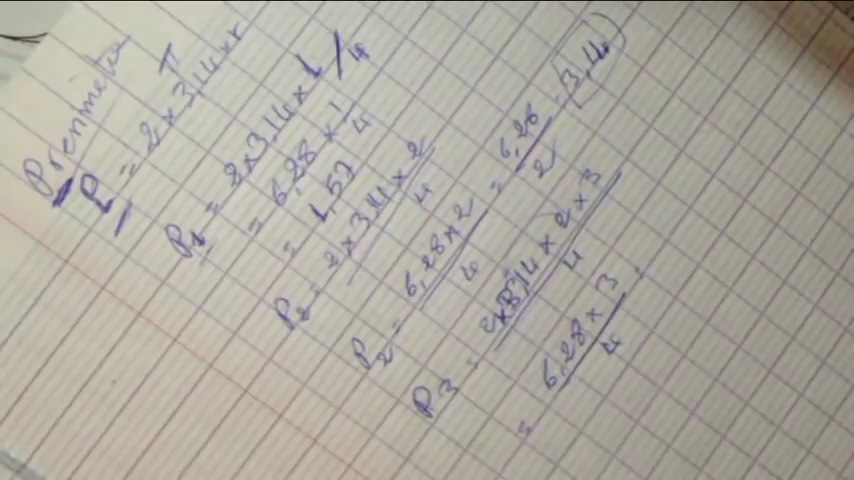 Prenmetre
P = 2 x 3,14 x r
π
P1 = 2 x 3,14 x 1/4
= 6,28 x 1/4
= 1,57
P2 = 2 x 3,14 x 2 / 4
P2 = 6,28 x 2 / 4 = 6,28 / 2 = 3,14
P3 = 2 x 3,14 x 2 x 3 / 4
= 6,28 x 3 / 4
=